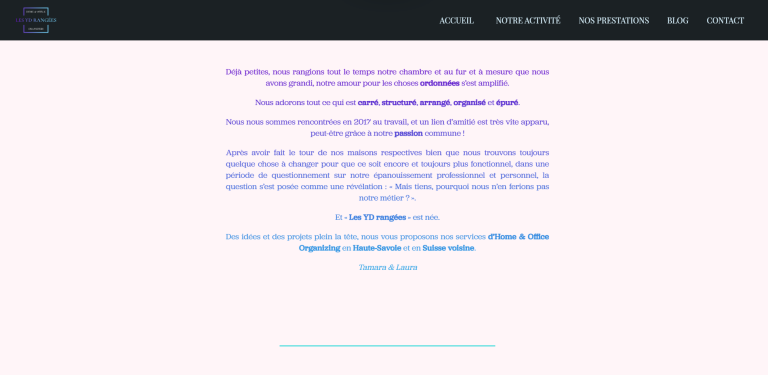 LES YD RANGÉES
ACCUEIL
NOTRE ACTIVITÉ
NOS PRESTATIONS
BLOG
CONTACT
Déjà petites, nous rangions tout le temps notre chambre et au fur et à mesure que nous
avons grandi, notre amour pour les choses ordonnées s'est amplifié.
Nous adorons tout ce qui est carré, structuré, arrangé, organisé et épuré.
Nous nous sommes rencontrées en 2017 au travail, et un lien d'amitié est très vite apparu,
peut-être grâce à notre passion commune !
Après avoir fait le tour de nos maisons respectives bien que nous trouvons toujours
quelque chose à changer pour que ce soit encore et toujours plus fonctionnel, dans une
période de questionnement sur notre épanouissement professionnel et personnel, la
question s'est posée comme une révélation : « Mais tiens, pourquoi nous n'en ferions pas
notre métier ? ».
Et « Les YD rangées » est née.
Des idées et des projets plein la tête, nous vous proposons nos services d'Home & Office
Organizing en Haute-Savoie et en Suisse voisine.
Tamara & Laura